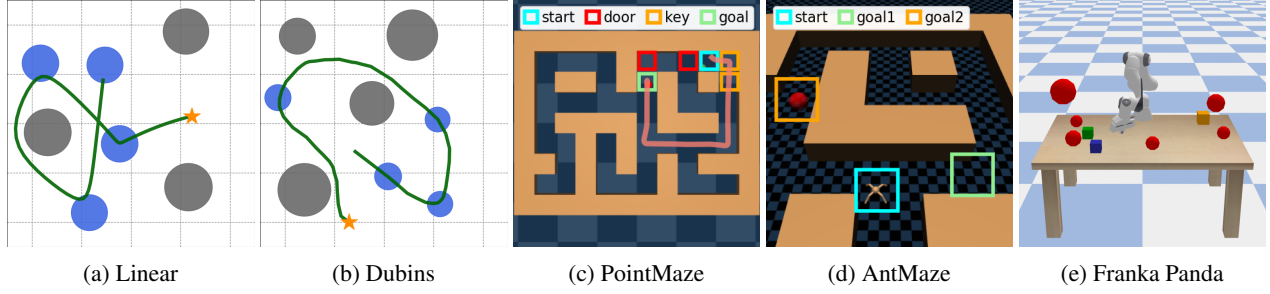 start door key goal
start goal1 goal2
(a) Linear
(b) Dubins
(c) PointMaze
(d) AntMaze
(e) Franka Panda